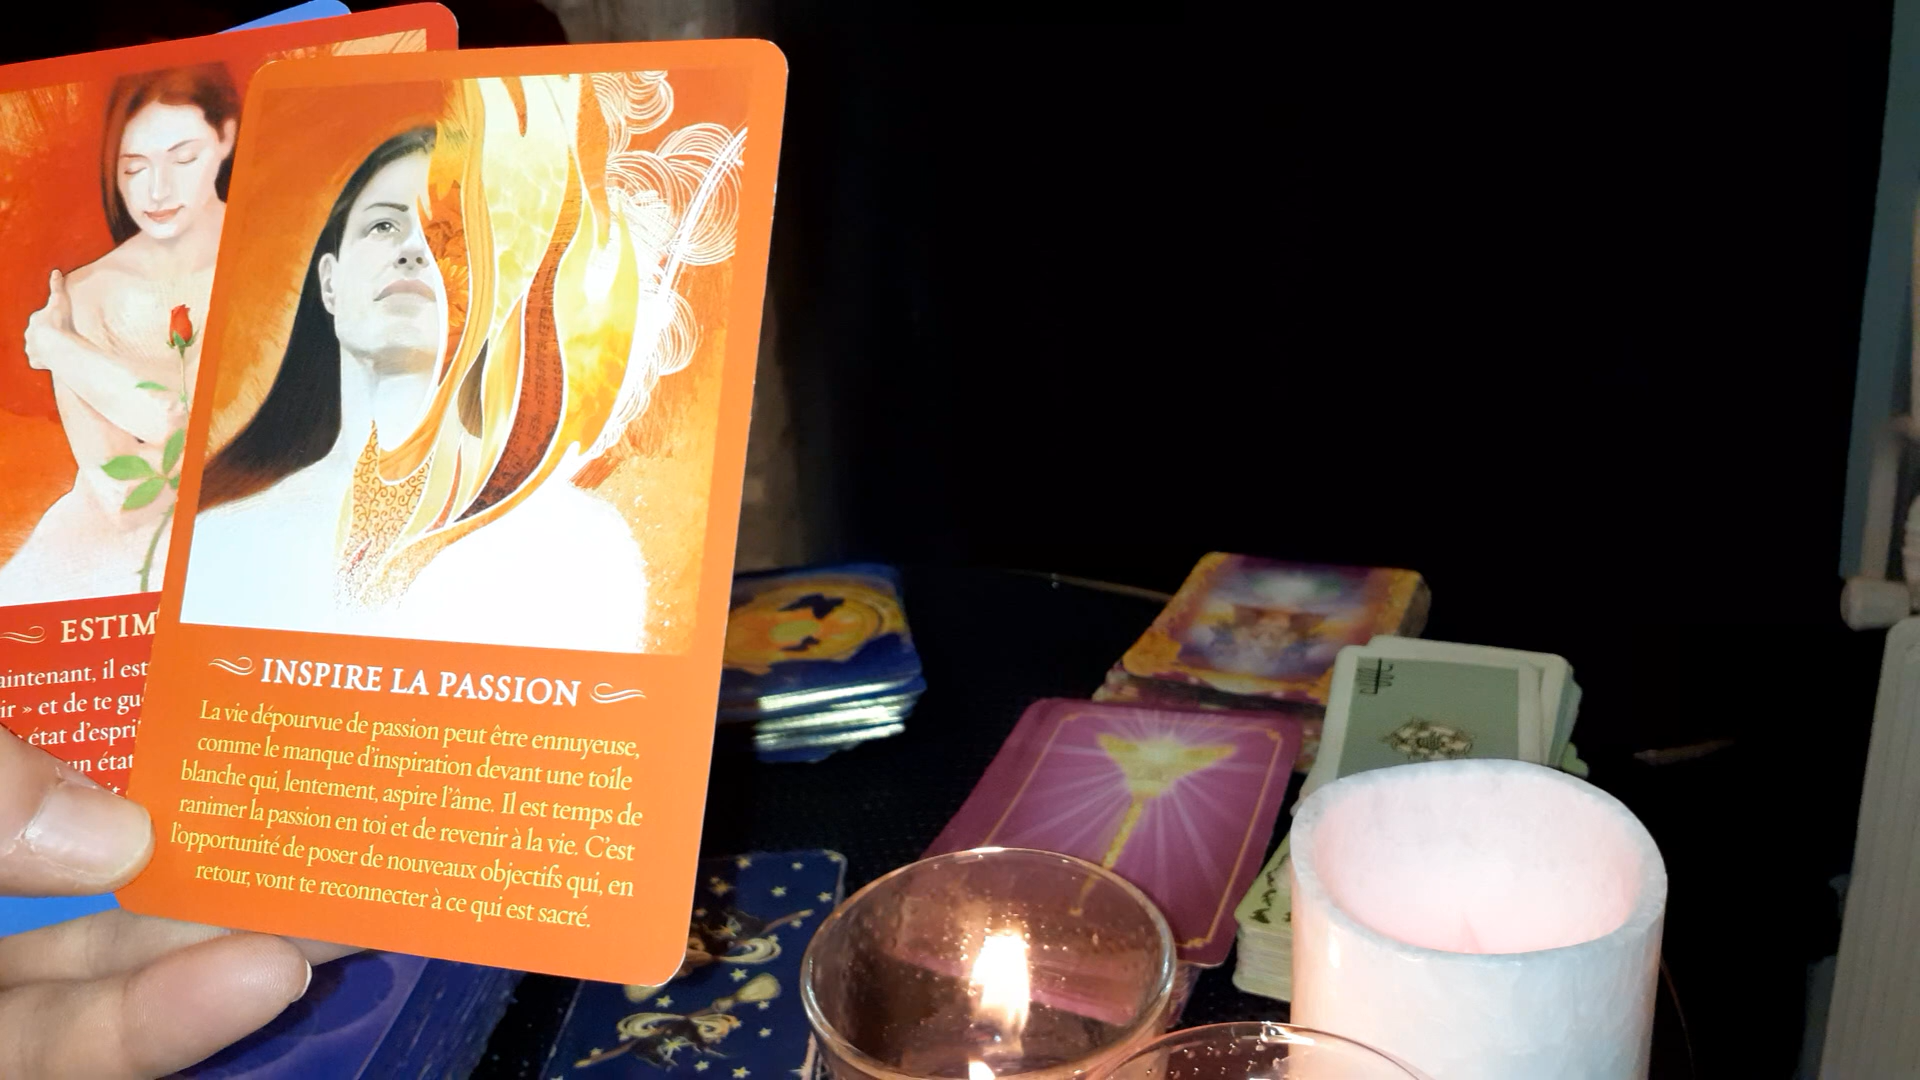 ESTIM
aintenant, il est
ir » et de te gu
état d'espri
un état
INSPIRE LA PASSION
La vie dépourvue de passion peut être ennuyeuse,
comme le manque d'inspiration devant une toile
blanche qui, lentement, aspire l'âme. Il est temps de
ranimer la passion en toi et de revenir à la vie. C'est
l'opportunité de poser de nouveaux objectifs qui, en
retour, vont te reconnecter à ce qui est sacré.